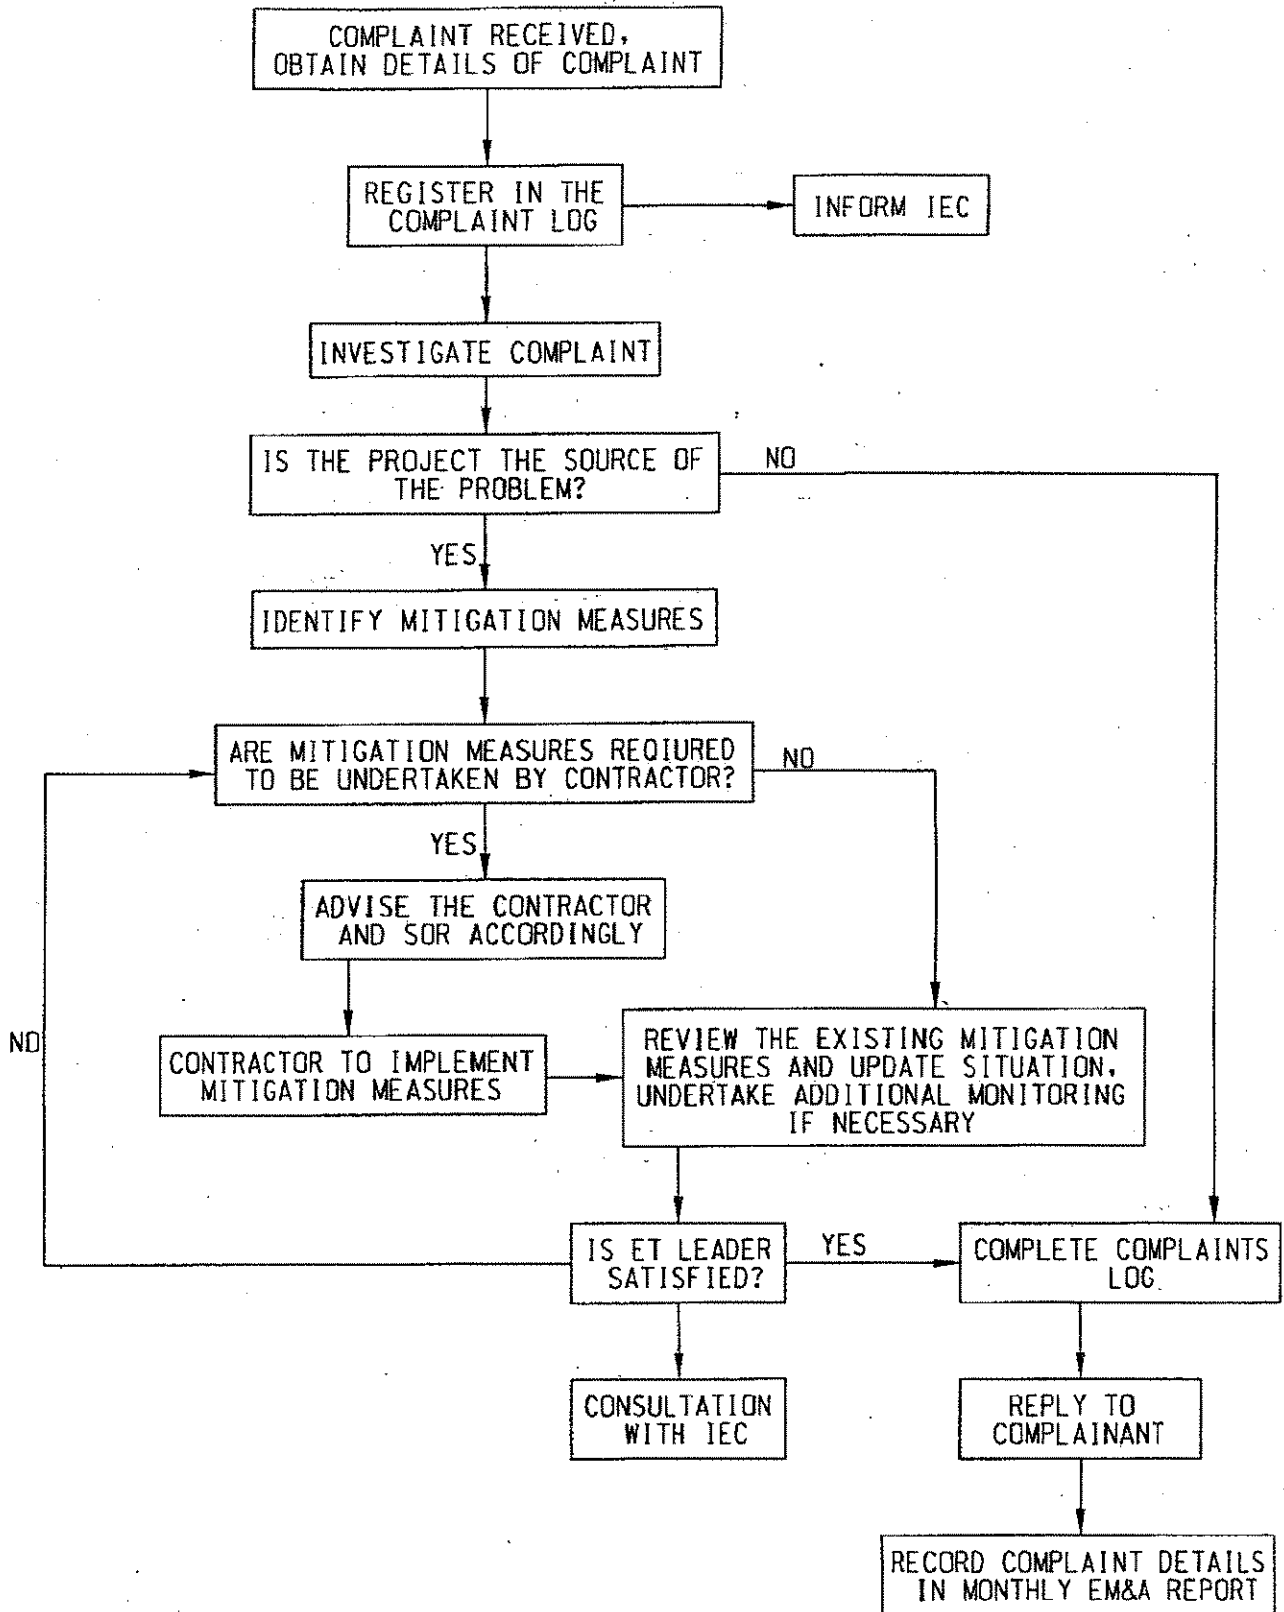 COMPLAINT RECEIVED,
OBTAIN DETAILS OF COMPLAINT
REGISTER IN THE
COMPLAINT LOG
INFORM IEC
INVESTIGATE COMPLAINT
IS THE PROJECT THE SOURCE OF
THE PROBLEM?
NO
YES
IDENTIFY MITIGATION MEASURES
ARE MITIGATION MEASURES REQIURED
TO BE UNDERTAKEN BY CONTRACTOR?
NO
YES
ADVISE THE CONTRACTOR
AND SOR ACCORDINGLY
NO
CONTRACTOR TO IMPLEMENT
MITIGATION MEASURES
REVIEW THE EXISTING MITIGATION
MEASURES AND UPDATE SITUATION,
UNDERTAKE ADDITIONAL MONITORING
IF NECESSARY
IS ET LEADER
SATISFIED?
YES
COMPLETE COMPLAINTS
LOG
CONSULTATION
WITH IEC
REPLY TO
COMPLAINANT
RECORD COMPLAINT DETAILS
IN MONTHLY EM&A REPORT